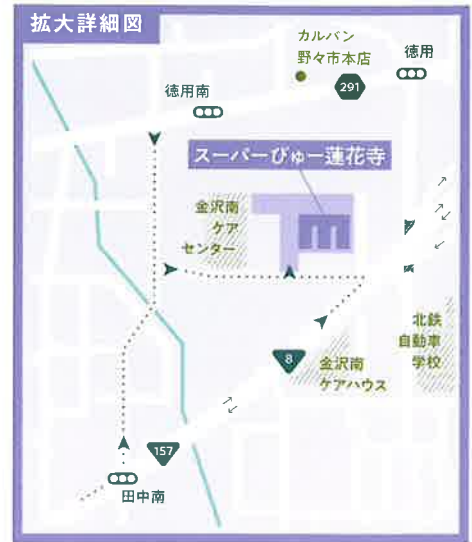 拡大詳細図
カルバン
野々市本店
徳用
291
徳用南
スーパーびゅー蓮花寺
金沢南
ケア
センター
北鉄
自動車
学校
8
金沢南
ケアハウス
157
田中南